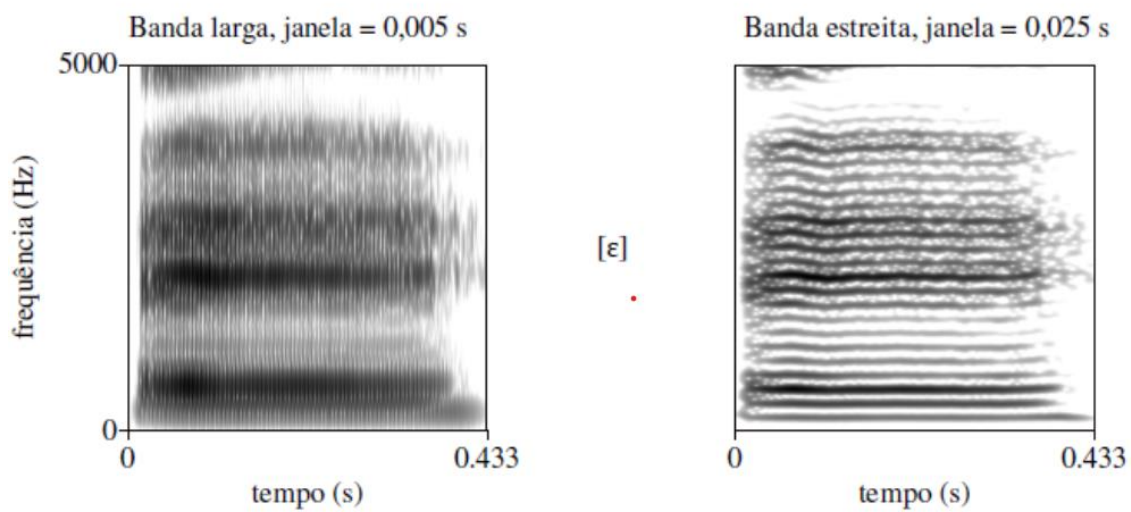 Banda larga, janela = 0,005 s
Banda estreita, janela = 0,025 s
5000
frequência (Hz)
0
[ɛ]
0
0.433
0
0.433
tempo (s)
tempo (s)